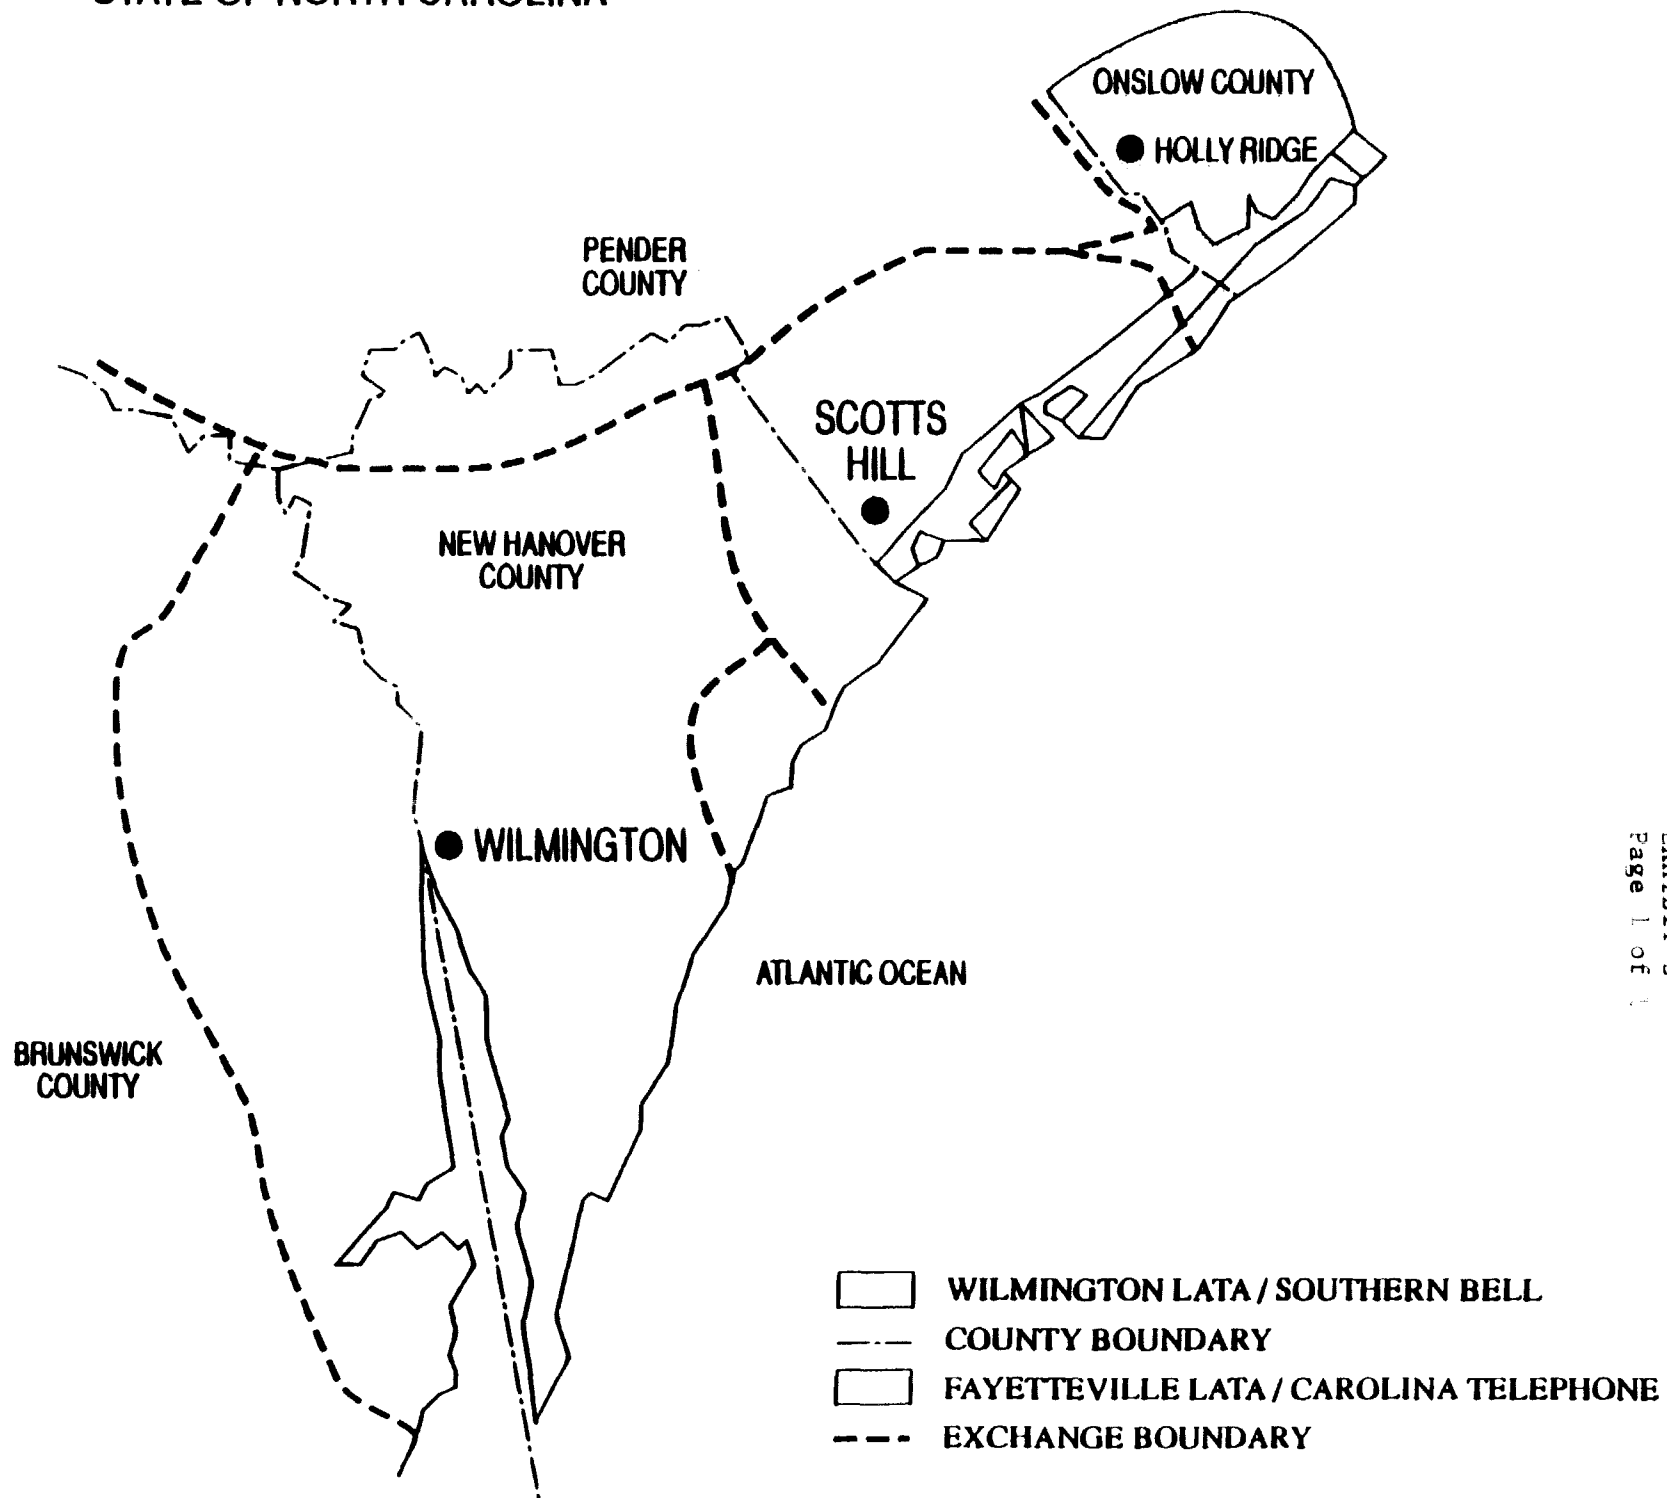 ONSLOW COUNTY
HOLLY RIDGE
PENDER
COUNTY
SCOTTS
HILL
NEW HANOVER
COUNTY
WILMINGTON
ATLANTIC OCEAN
BRUNSWICK
COUNTY
WILMINGTON LATA / SOUTHERN BELL
COUNTY BOUNDARY
FAYETTEVILLE LATA / CAROLINA TELEPHONE
EXCHANGE BOUNDARY
Page 1 of